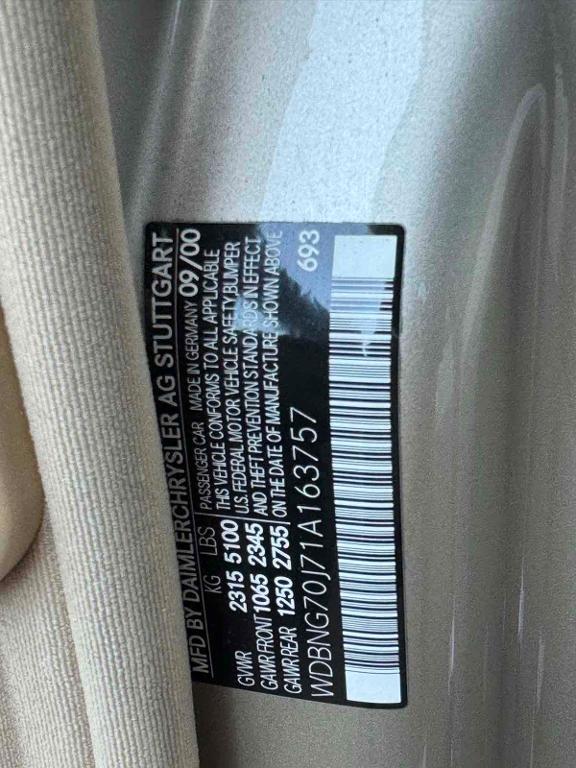 MFD BY DAIMLERCHRYSLER AG STUTTGART
KG LBS PASSENGER CAR MADE IN GERMANY 09/00
GVWR 2315 5100 THIS VEHICLE CONFORMS TO ALL APPLICABLE
U.S. FEDERAL MOTOR VEHICLE SAFETY BUMPER
GAWR FRONT 1065 2345 AND THEFT PREVENTION STANDARDS IN EFFECT
GAWR REAR 1250 2755 ON THE DATE OF MANUFACTURE SHOWN ABOVE
WDBNG70J71A163757 693